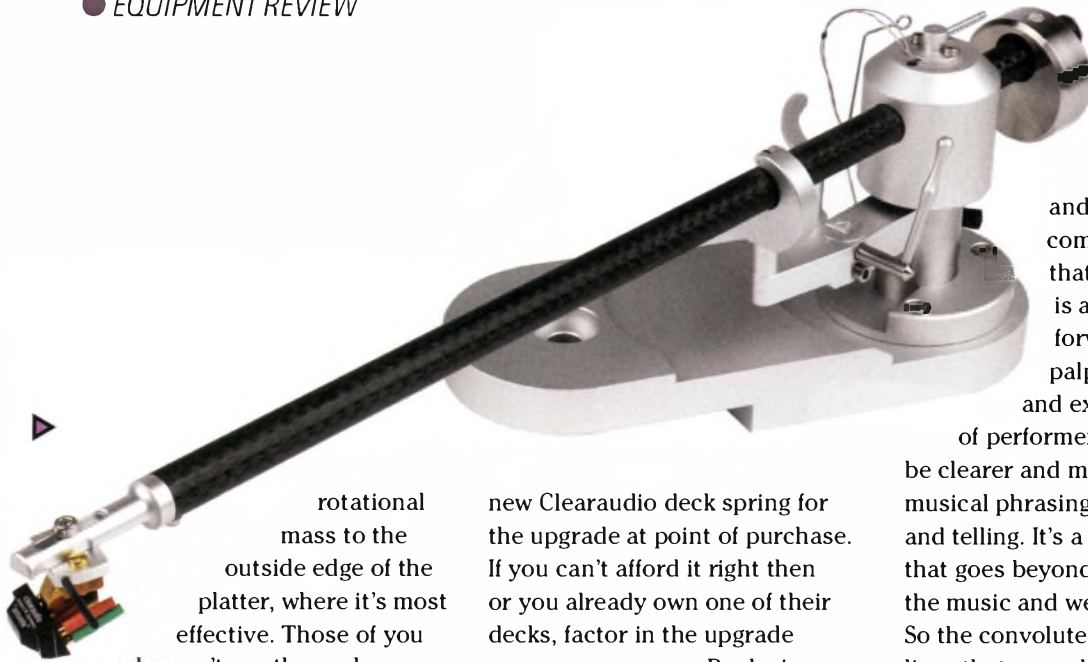 EQUIPMENT REVIEW
rotational
mass to the
outside edge of the
platter, where it's most
effective. Those of you
new Clearaudio deck spring for
the upgrade at point of purchase.
If you can't afford it right then
or you already own one of their
decks, factor in the upgrade
and
com
that
is a
for
palp
and ex
of performe
be clearer and m
musical phrasing
and telling. It's a
that goes beyond
the music and we
So the convolute